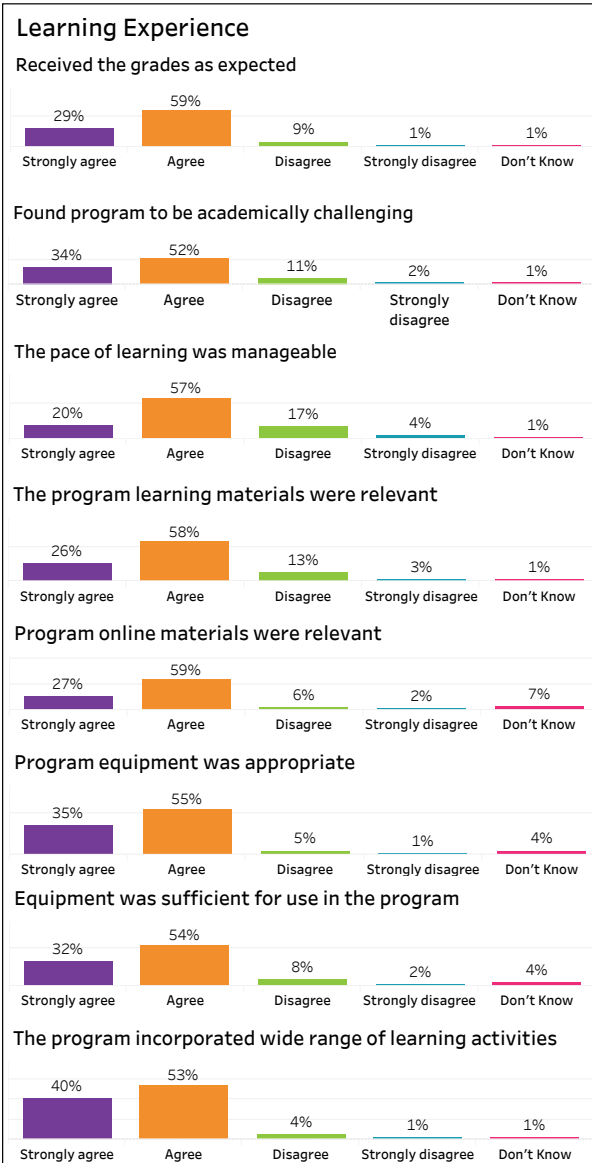 Learning Experience
Received the grades as expected
29% 59% 9% 1% 1%
Strongly agree Agree Disagree Strongly disagree Don't Know
Found program to be academically challenging
34% 52% 11% 2% 1%
Strongly agree Agree Disagree Strongly disagree Don't Know
The pace of learning was manageable
20% 57% 17% 4% 1%
Strongly agree Agree Disagree Strongly disagree Don't Know
The program learning materials were relevant
26% 58% 13% 3% 1%
Strongly agree Agree Disagree Strongly disagree Don't Know
Program online materials were relevant
27% 59% 6% 2% 7%
Strongly agree Agree Disagree Strongly disagree Don't Know
Program equipment was appropriate
35% 55% 5% 1% 4%
Strongly agree Agree Disagree Strongly disagree Don't Know
Equipment was sufficient for use in the program
32% 54% 8% 2% 4%
Strongly agree Agree Disagree Strongly disagree Don't Know
The program incorporated wide range of learning activities
40% 53% 4% 1% 1%
Strongly agree Agree Disagree Strongly disagree Don't Know